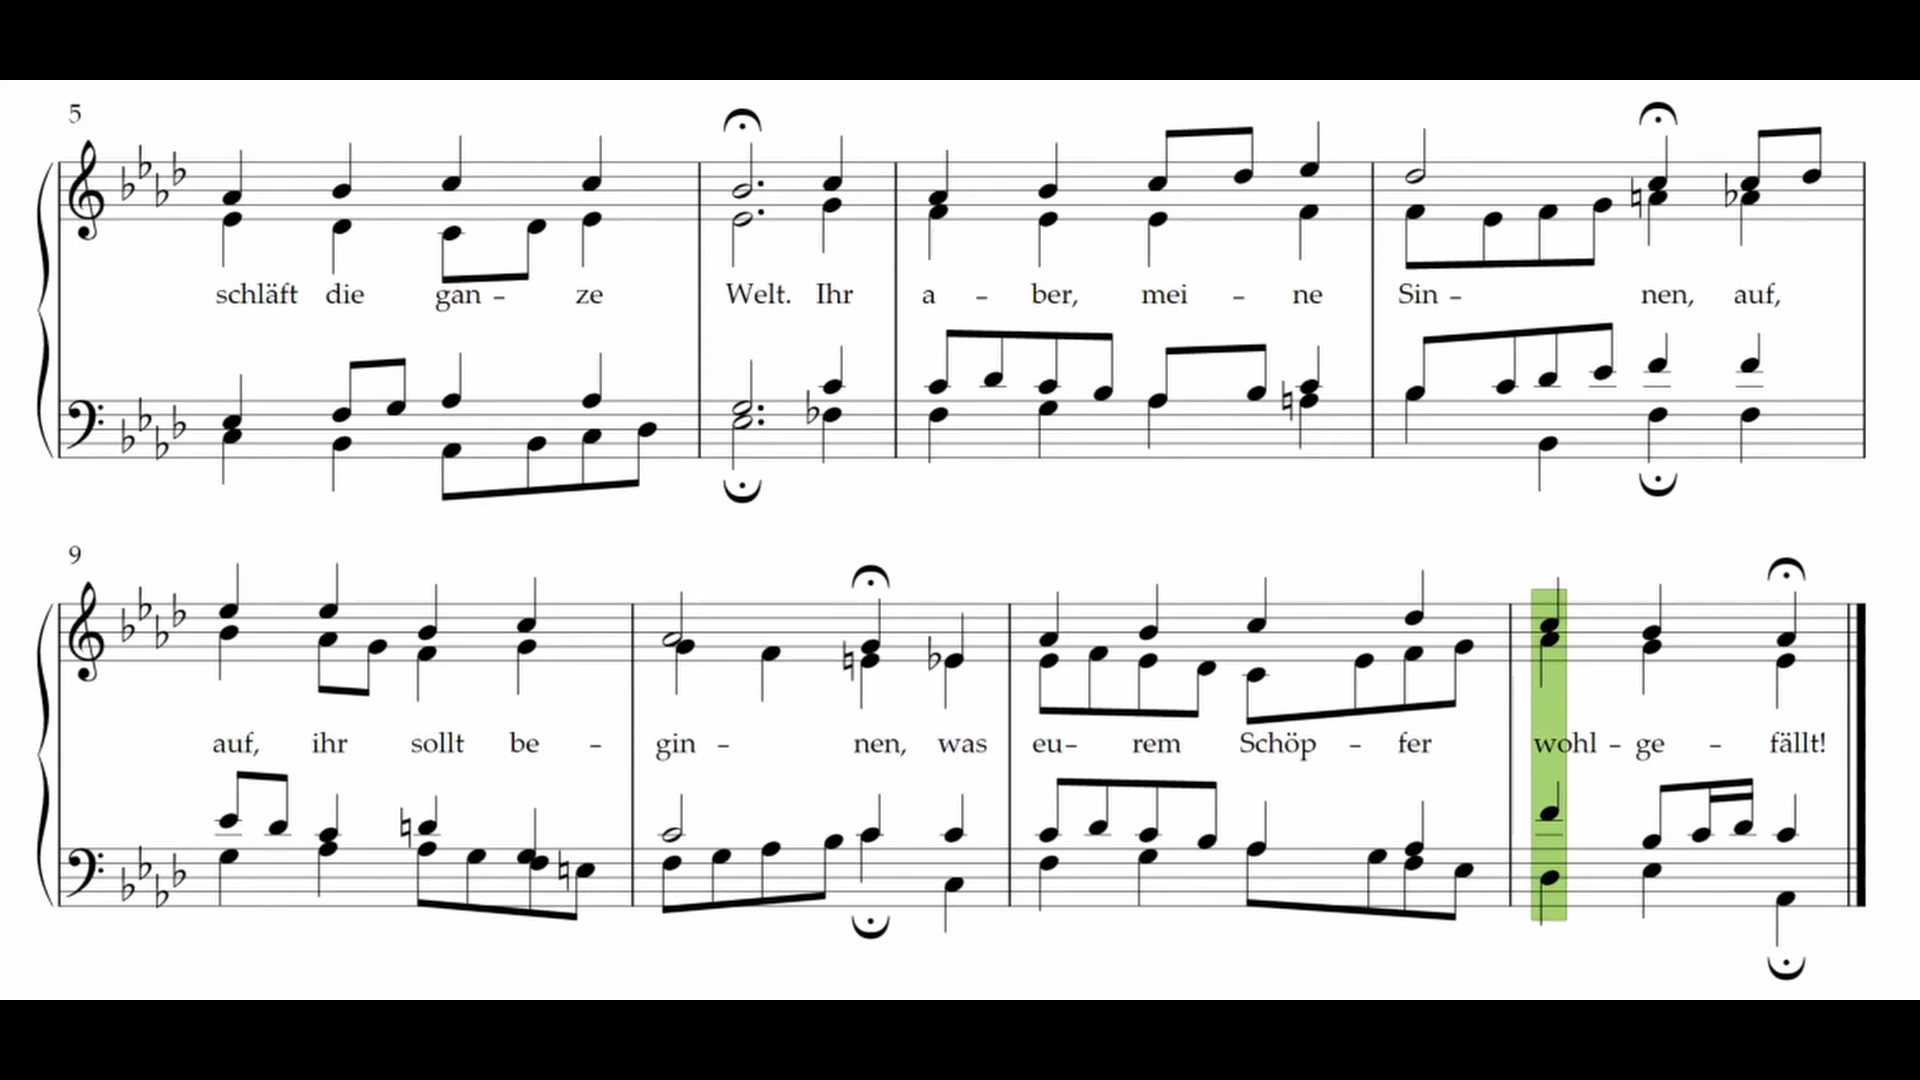 5
schläft die gan - ze Welt. Ihr a - ber, mei - ne Sin - nen, auf,
9
auf, ihr sollt be - gin - nen, was eu- rem Schöp - fer wohl - ge - fällt!